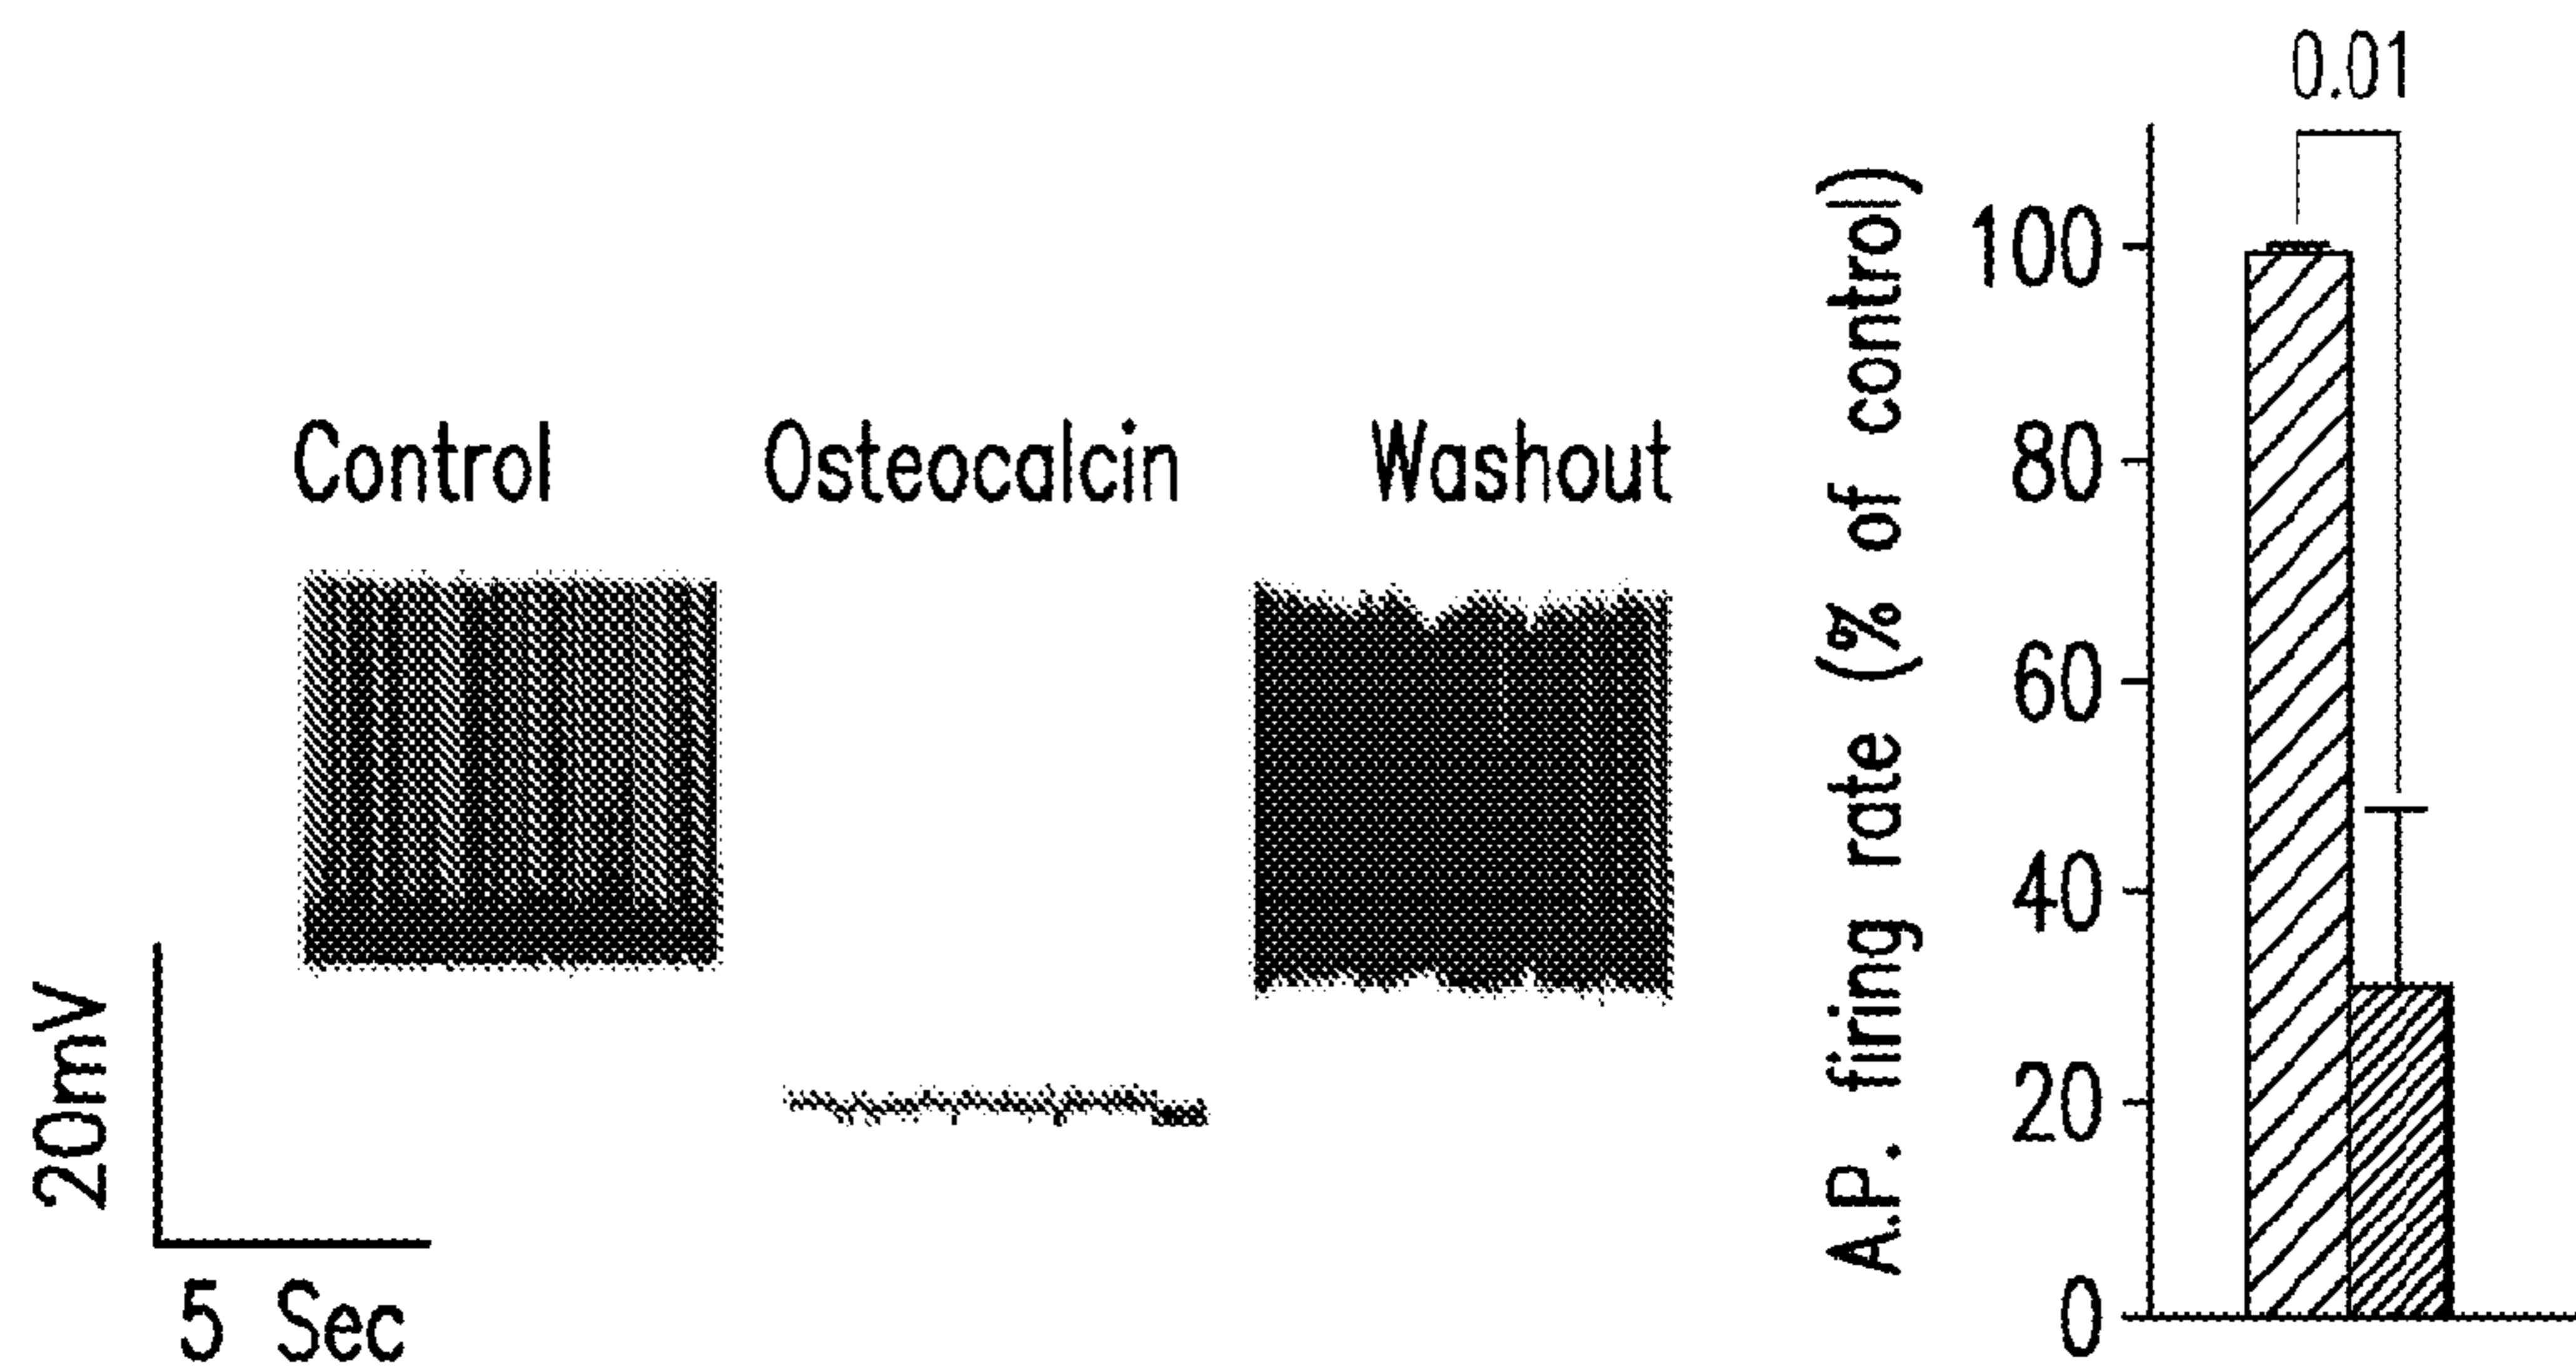 Control
Osteocalcin
Washout
20mV
5 Sec
A.P. firing rate (% of control)
0.01
100
80
60
40
20
0